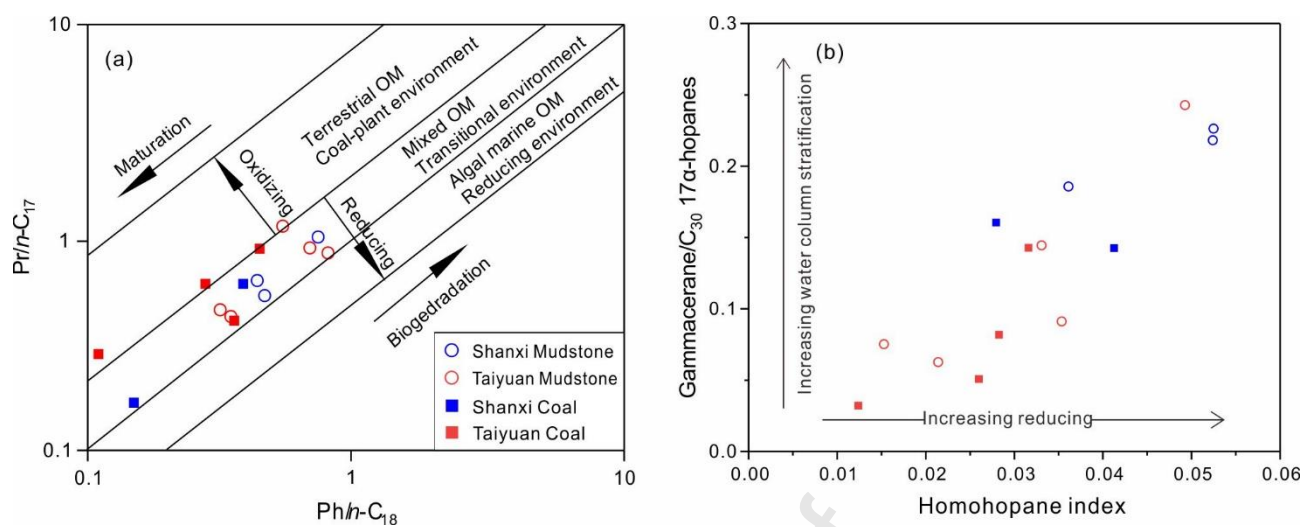 (a)
10
1
0.1
Pr/n-C17
Maturation
Oxidizing
Terrestrial OM
Coal-plant environment
Mixed OM
Transitional environment
Algal marine OM
Reducing environment
Reducing
Biogedradation
Shanxi Mudstone
Taiyuan Mudstone
Shanxi Coal
Taiyuan Coal
0.1
1
10
Ph/n-C18
(b)
0.3
0.2
0.1
0.0
Gammacerane/C30 17α-hopanes
Increasing water column stratification
Increasing reducing
0.00
0.01
0.02
0.03
0.04
0.05
0.06
Homohopane index